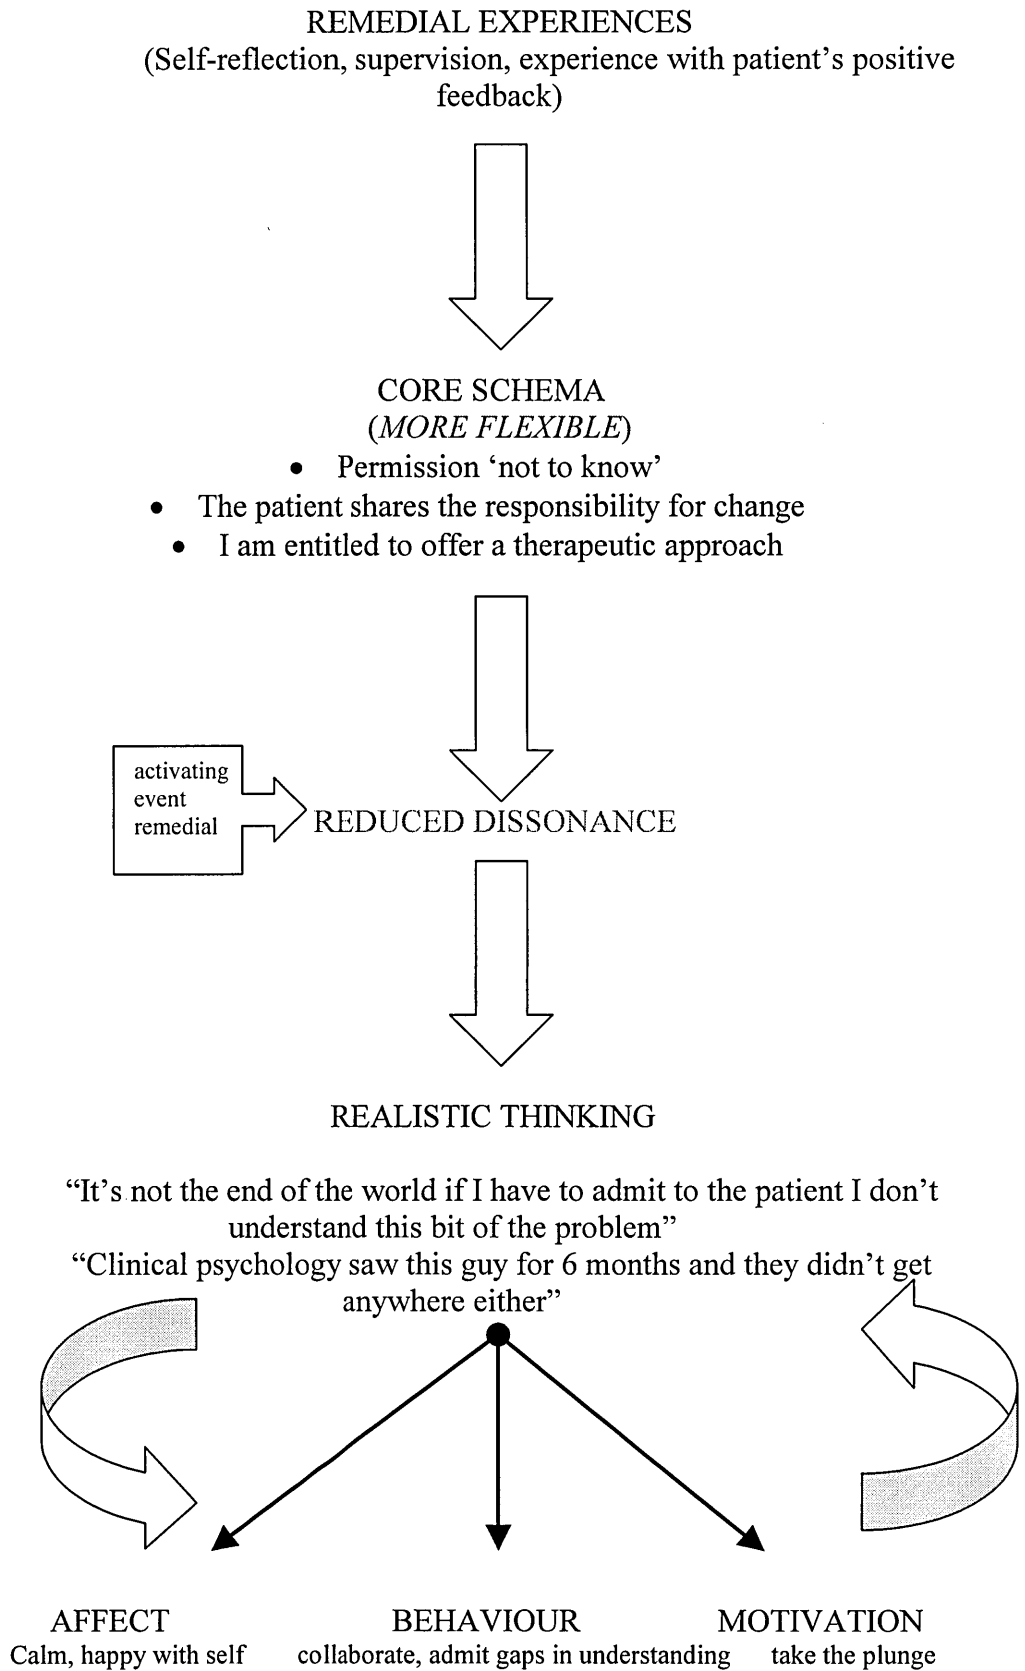 REMEDIAL EXPERIENCES
(Self-reflection, supervision, experience with patient’s positive
feedback)
CORE SCHEMA
(MORE FLEXIBLE)
• Permission ‘not to know’
• The patient shares the responsibility for change
• I am entitled to offer a therapeutic approach
activating
event
remedial
REDUCED DISSONANCE
REALISTIC THINKING
“It’s not the end of the world if I have to admit to the patient I don’t
understand this bit of the problem”
“Clinical psychology saw this guy for 6 months and they didn’t get
anywhere either”
AFFECT BEHAVIOUR MOTIVATION
Calm, happy with self collaborate, admit gaps in understanding take the plunge